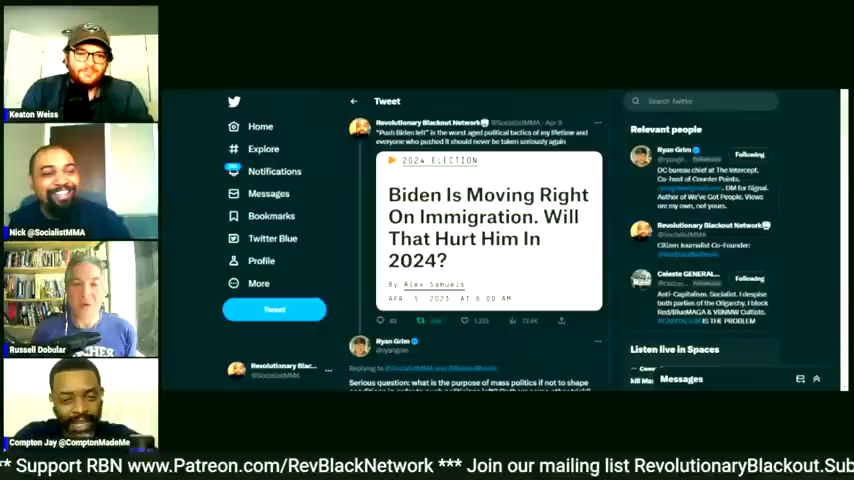 Keaton Weiss
Nick @SocialistMMA
Russell Dobular
Compton Jay @ComptonMadeMe
Home
Explore
Notifications
Messages
Bookmarks
Twitter Blue
Profile
More
Tweet
Revolutionary Blac...
@SocialistMMA
Tweet
Revolutionary Blackout Network @SocialistMMA · Apr 9
"Push Biden left" is the worst aged political tactics of my lifetime and
everyone who pushed it should never be taken seriously again
2024 ELECTION
Biden Is Moving Right
On Immigration. Will
That Hurt Him In
2024?
By Alex Samuels
APR. 5, 2023, AT 6:00 AM
Ryan Grim
@ryangrim
Replying to @SocialistMMA
Serious question: what is the purpose of mass politics if not to shape
Search Twitter
Relevant people
Ryan Grim
Following
DC bureau chief at The Intercept.
Co-host of Counter Points.
DM for Signal.
Author of We've Got People. Views
are my own, not yours.
Revolutionary Blackout Network
@SocialistMMA
Citizen Journalist Co-Founder:
Celeste GENERAL...
Following
Anti-Capitalism. Socialist. I despise
both parties of the Oligarchy. I block
Red/BlueMAGA & VBNMW Cultists.
IS THE PROBLEM
Listen live in Spaces
Messages
** Support RBN www.Patreon.com/RevBlackNetwork *** Join our mailing list RevolutionaryBlackout.Sub